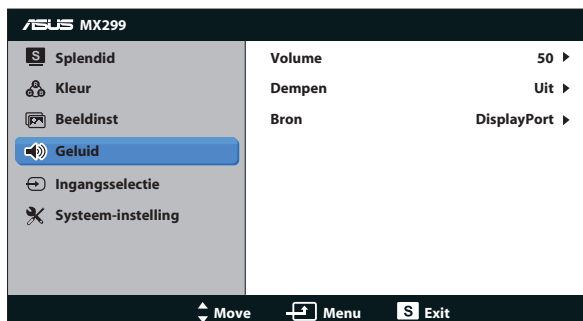 ASUS MX299
S Splendid
Kleur
Beeldinst
Geluid
Ingangsselectie
Systeem-instelling
Volume 50
Dempen Uit
Bron DisplayPort
Move Menu S Exit